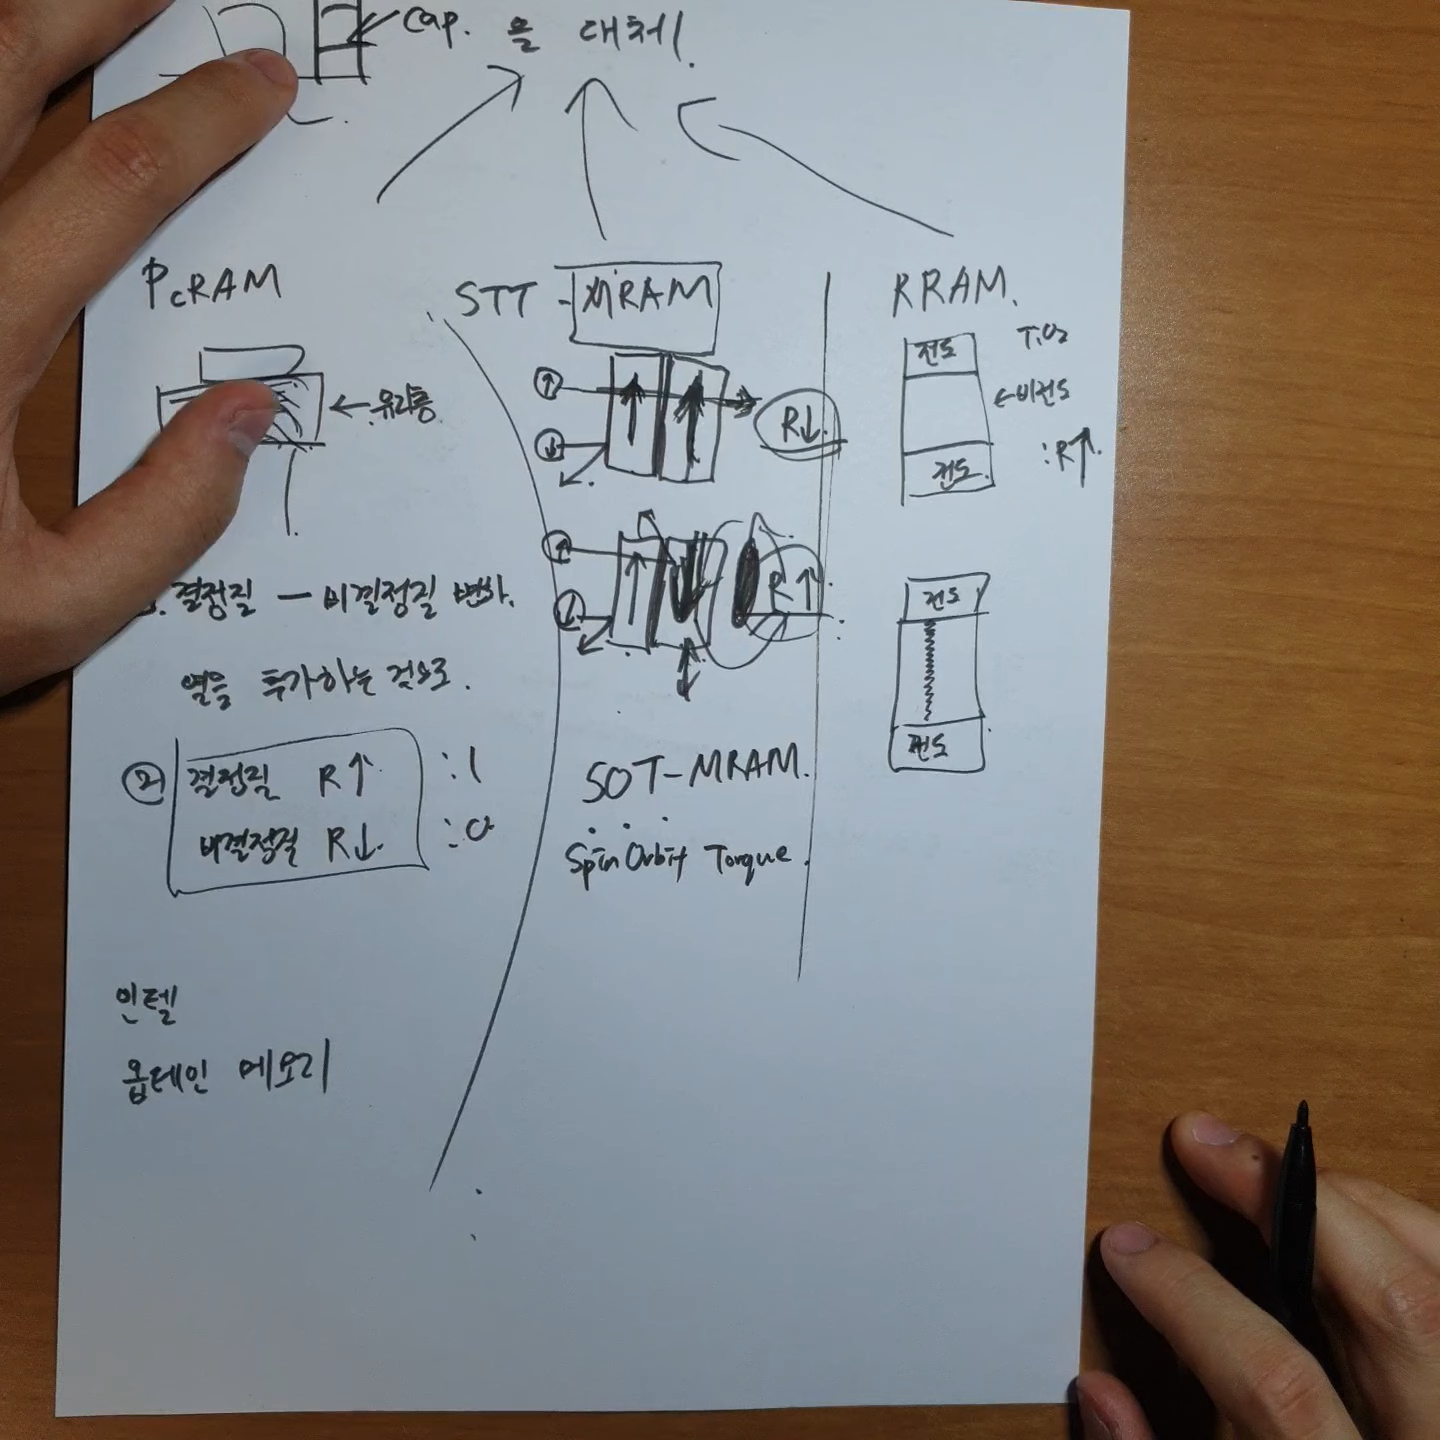 cap. 을 대체
PCRAM
←유리층
결정질 — 비결정질 변화.
열을 투가하는 것으로.
② 결정질 R↑ :1
비결정질 R↓ :0
인텔
옵테인 메모리
STT-MRAM
↑
↓
R↓
↑
↓
R↑
SOT-MRAM.
Spin Orbit Torque.
RRAM.
전도 TiO2
←비전도
:R↑
전도
전도
전도